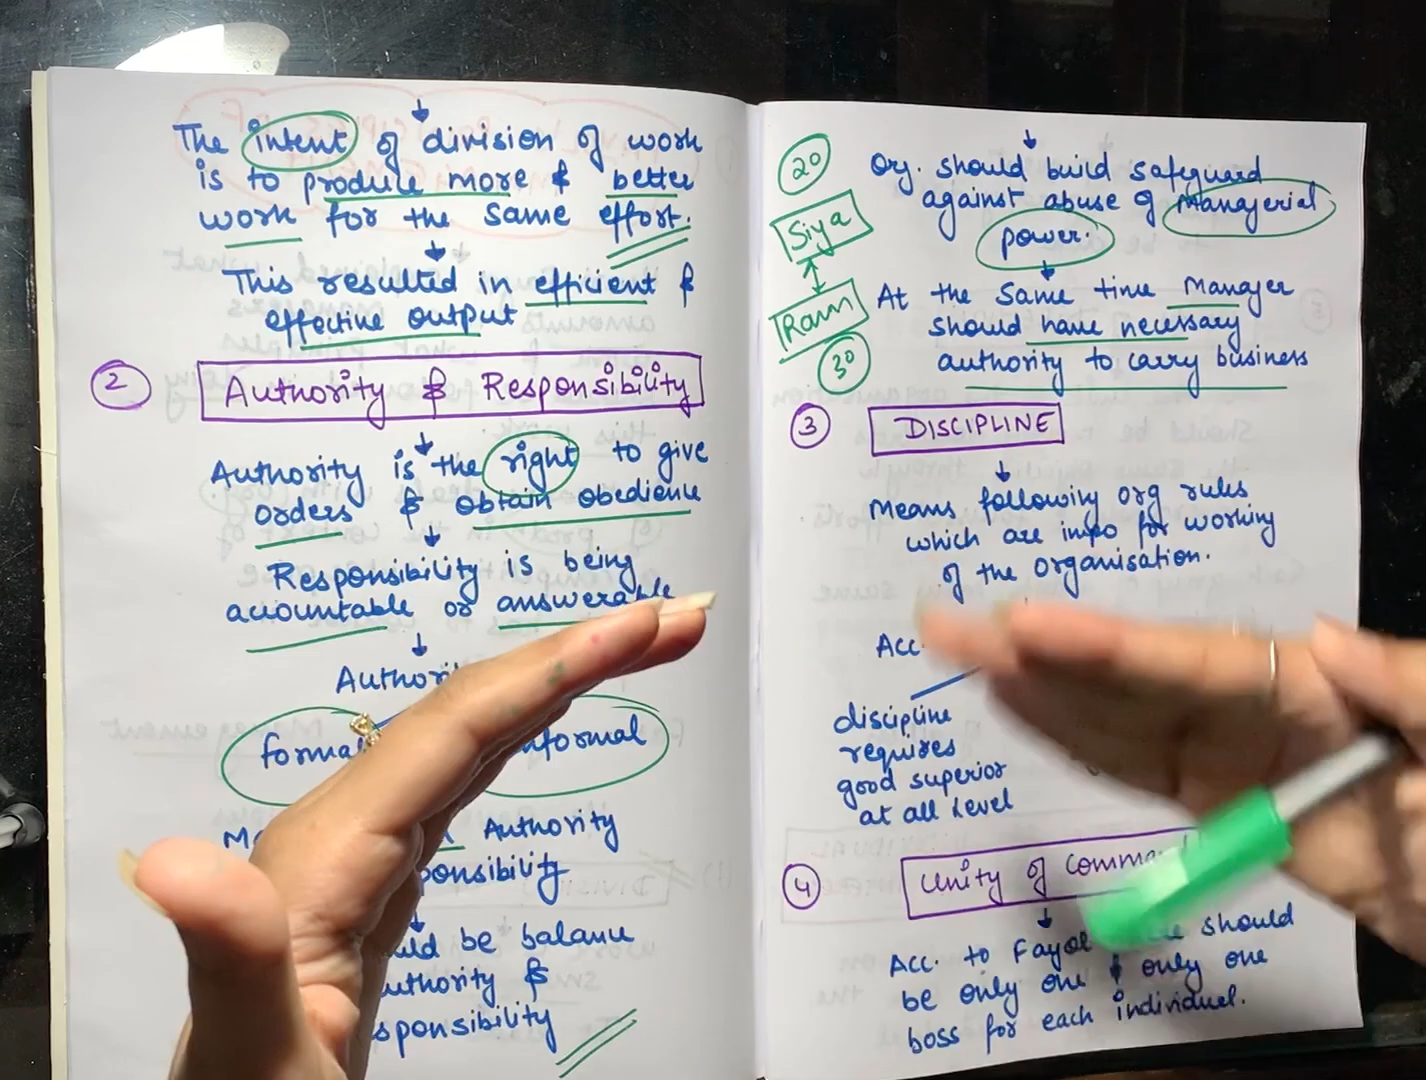 The intent of division of work
is to produce more & better
work for the same effort.
This resulted in efficient &
effective output
2 Authority & Responsibility
Authority is the right to give
orders & obtain obedience
Responsibility is being
accountable or answerable
formal informal
Authority
be balance
&
20
Siya
Ram
30
Org. should build safeguard
against abuse of Managerial
power.
At the same time Manager
should have necessary
authority to carry business
3 DISCIPLINE
Means following org rules
which are impo for working
of the organisation.
Acc.
discipline
requires
good superior
at all level
4 Unity of
Acc. to Fayol should
be only one & only one
boss for each individual.